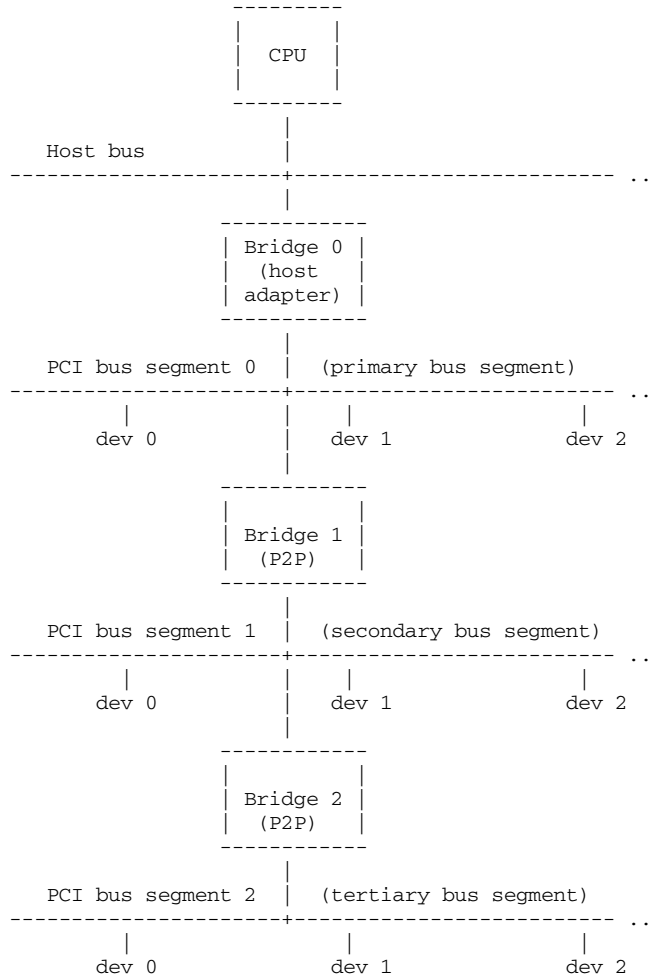 CPU
Host bus
..
Bridge 0
(host
adapter)
PCI bus segment 0 (primary bus segment)
..
dev 0 dev 1 dev 2
Bridge 1
(P2P)
PCI bus segment 1 (secondary bus segment)
..
dev 0 dev 1 dev 2
Bridge 2
(P2P)
PCI bus segment 2 (tertiary bus segment)
..
dev 0 dev 1 dev 2